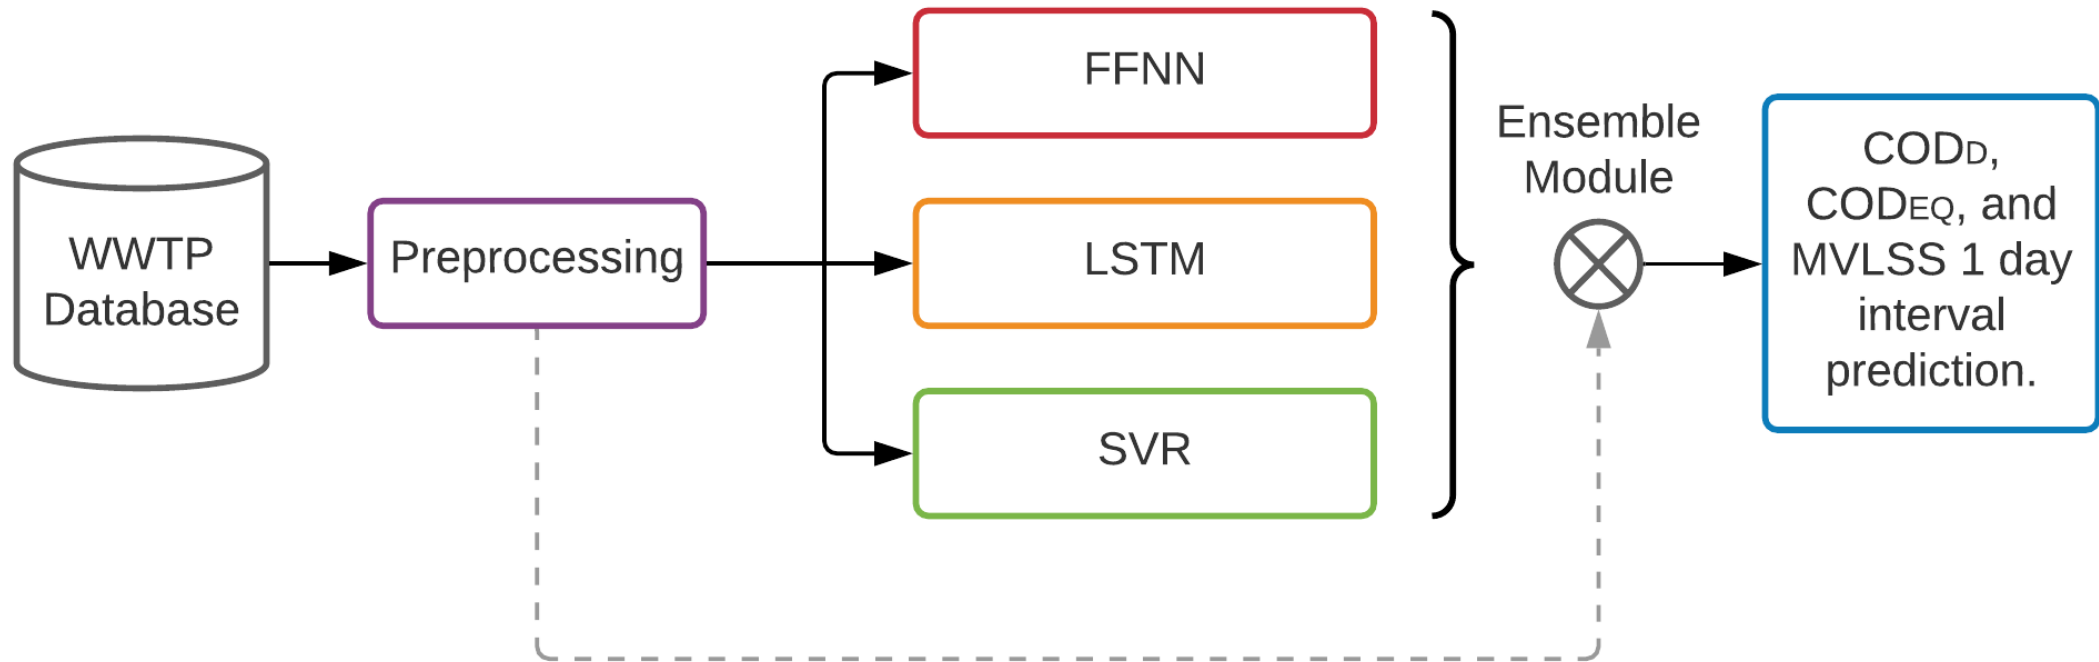 WWTP
Database
Preprocessing
FFNN
LSTM
SVR
Ensemble
Module
CODD,
CODEQ, and
MVLSS 1 day
interval
prediction.